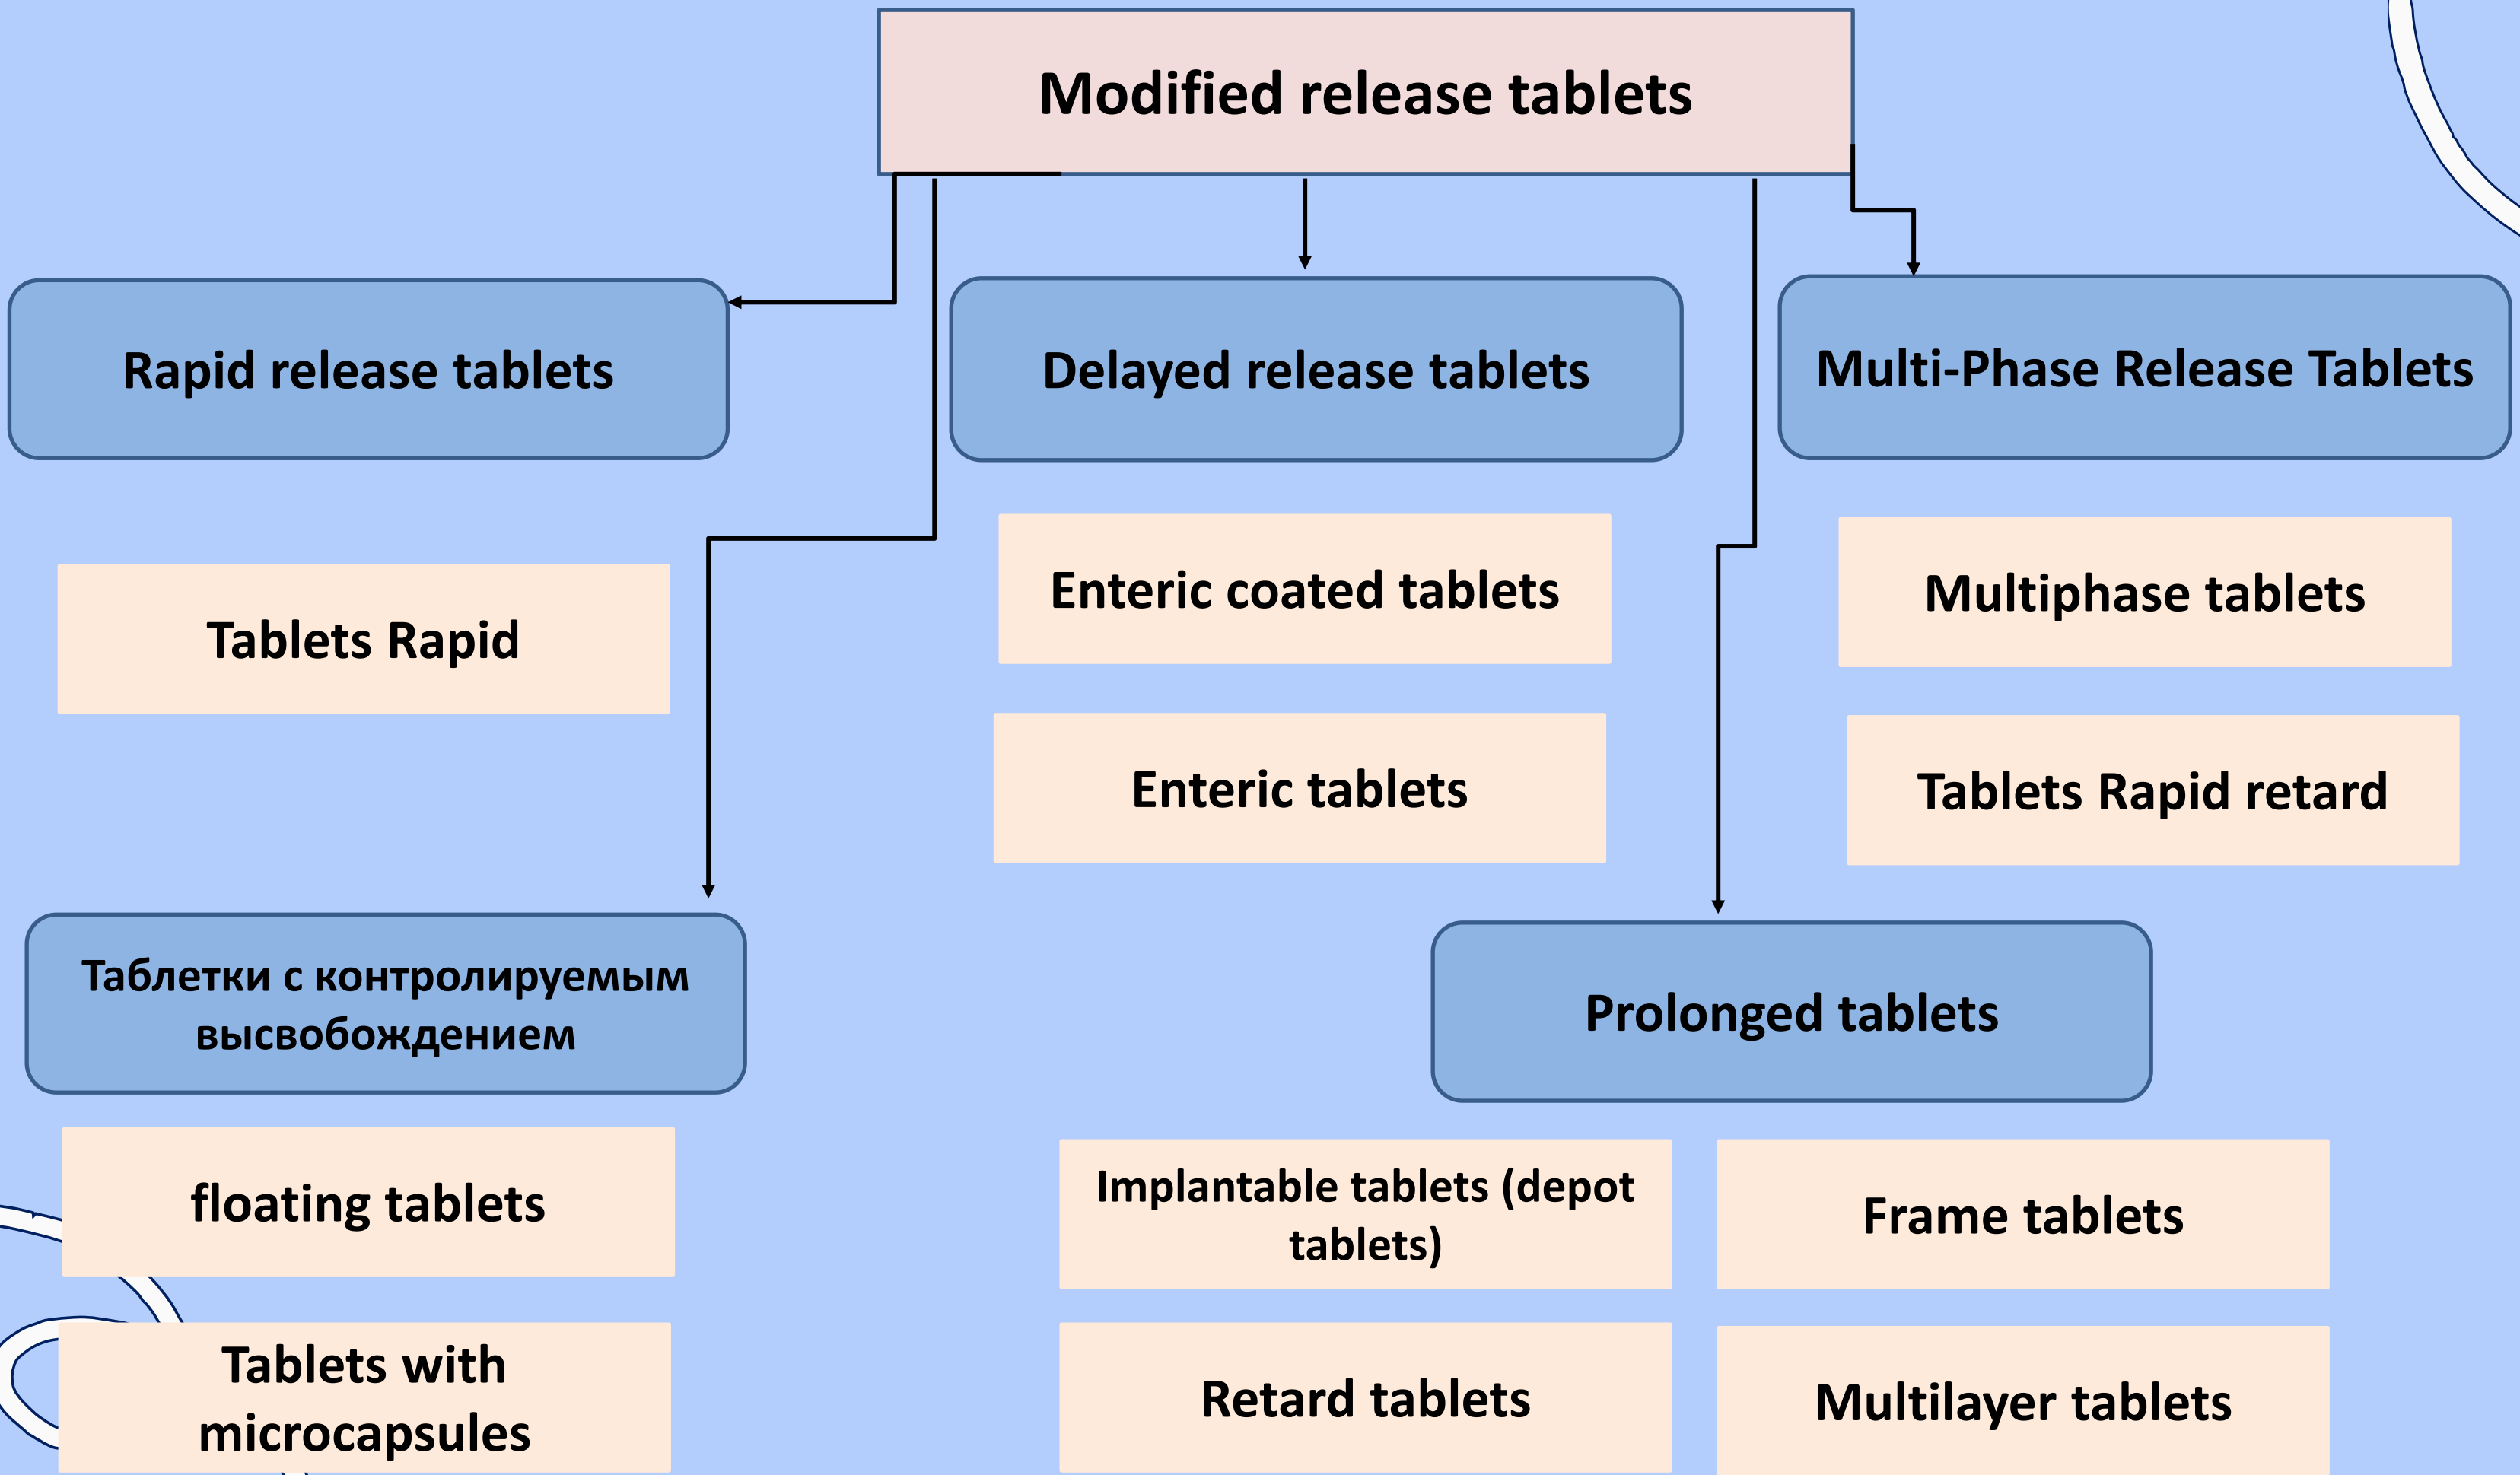 Modified release tablets
Rapid release tablets
Delayed release tablets
Multi-Phase Release Tablets
Tablets Rapid
Enteric coated tablets
Enteric tablets
Multiphase tablets
Tablets Rapid retard
Таблетки с контролируемым
высвобождением
floating tablets
Tablets with
microcapsules
Prolonged tablets
Implantable tablets (depot
tablets)
Frame tablets
Retard tablets
Multilayer tablets